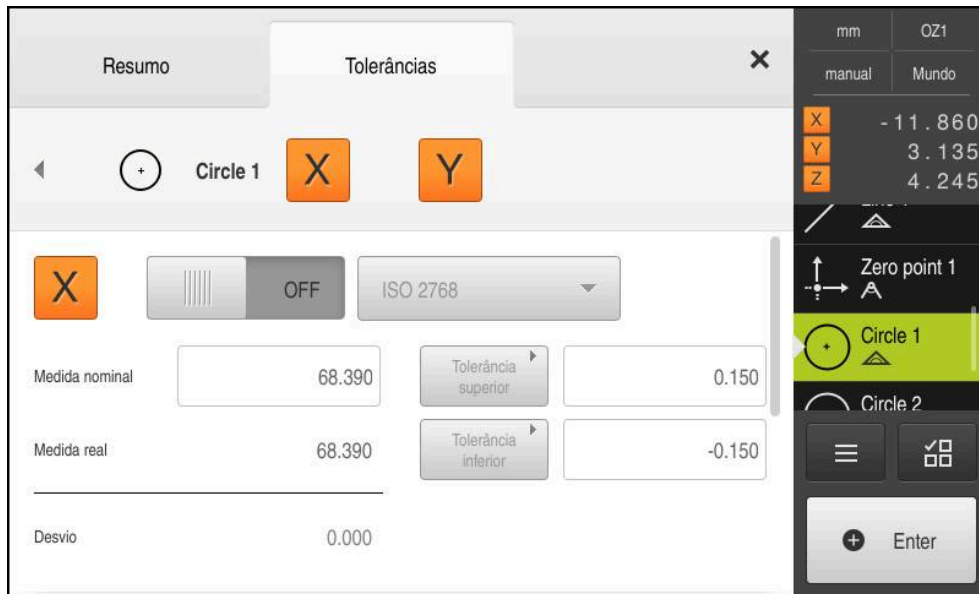 Resumo
Tolerâncias
Circle 1 X Y
X OFF ISO 2768
Medida nominal 68.390 Tolerância superior 0.150
Medida real 68.390 Tolerância inferior -0.150
Desvio 0.000
mm OZ1
manual Mundo
X -11.860
Y 3.135
Z 4.245
Zero point 1
Circle 1
Circle 2
Enter